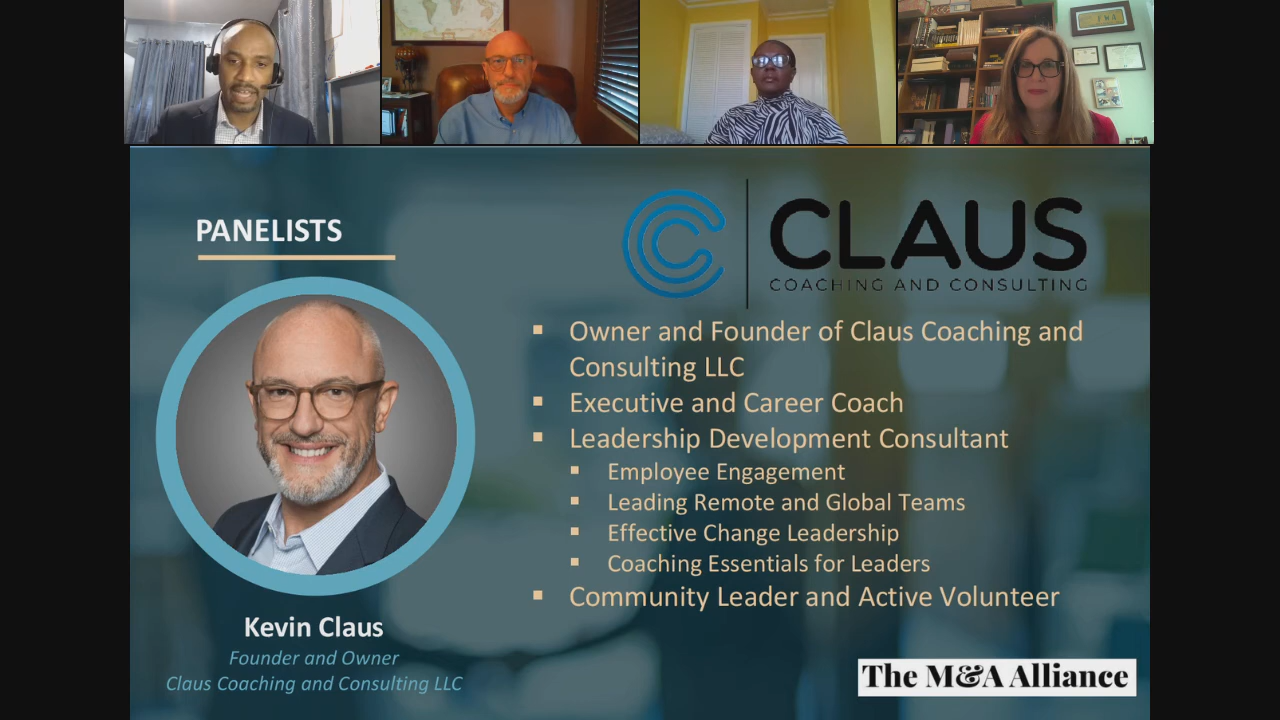 PANELISTS
CLAUS
COACHING AND CONSULTING
Owner and Founder of Claus Coaching and
Consulting LLC
Executive and Career Coach
Leadership Development Consultant
Employee Engagement
Leading Remote and Global Teams
Effective Change Leadership
Coaching Essentials for Leaders
Community Leader and Active Volunteer
Kevin Claus
Founder and Owner
Claus Coaching and Consulting LLC
The M&A Alliance